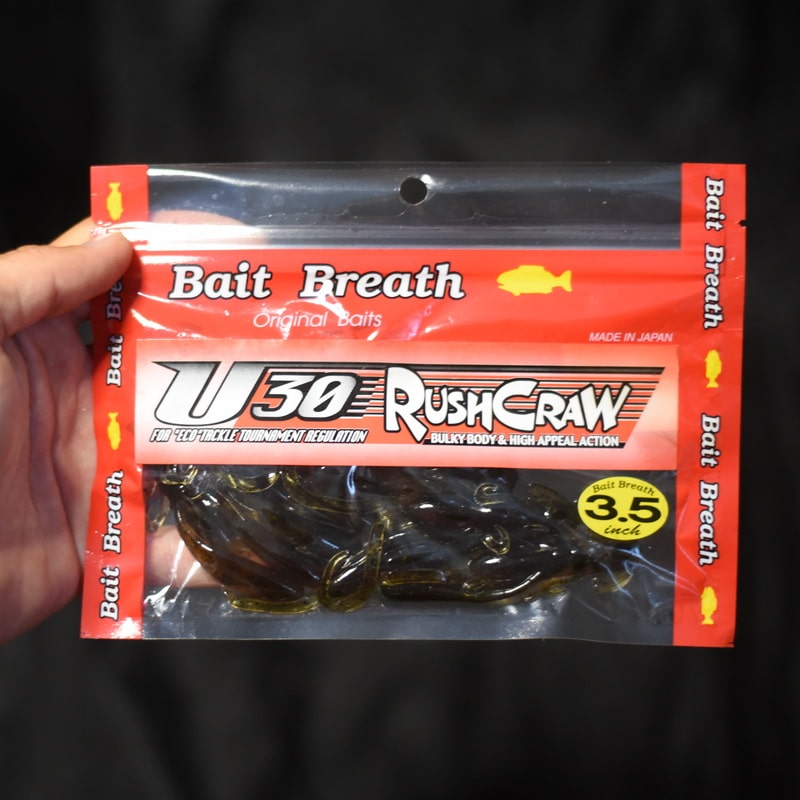 Bait Breath
Original Baits
MADE IN JAPAN
U30 RUSHCRAW
FOR "ECO" TACKLE TOURNAMENT REGULATION
BULKY BODY & HIGH APPEAL ACTION
Bait Breath
3.5
inch
Bait Bre
Bait Breath
Bait Breath
Bait Breath